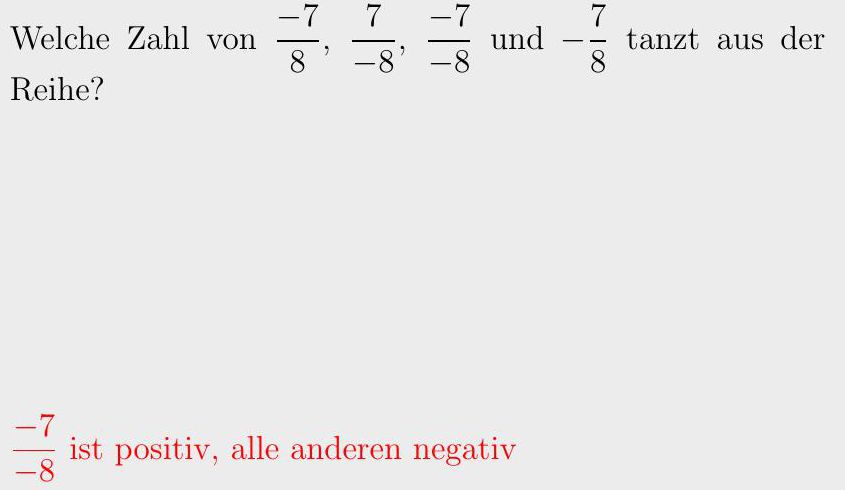 Welche Zahl von $\frac{-7}{8}$, $\frac{7}{-8}$, $\frac{-7}{-8}$ und $-\frac{7}{8}$ tanzt aus der
Reihe?
$\frac{-7}{-8}$ ist positiv, alle anderen negativ